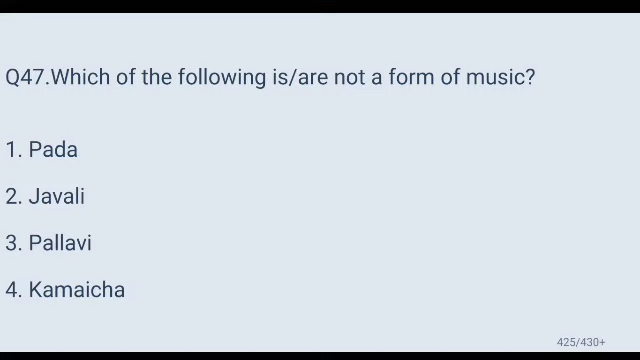 Q47.Which of the following is/are not a form of music?
1. Pada
2. Javali
3. Pallavi
4. Kamaicha
425/430+